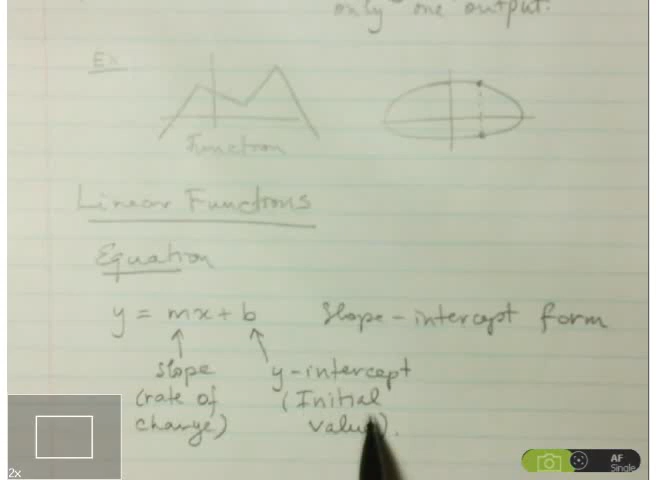 only one output.
Ex
Function
Linear Functions
Equation
y = mx + b slope-intercept form
slope y-intercept
(rate of (Initial
change) value).
2x
AF
Single